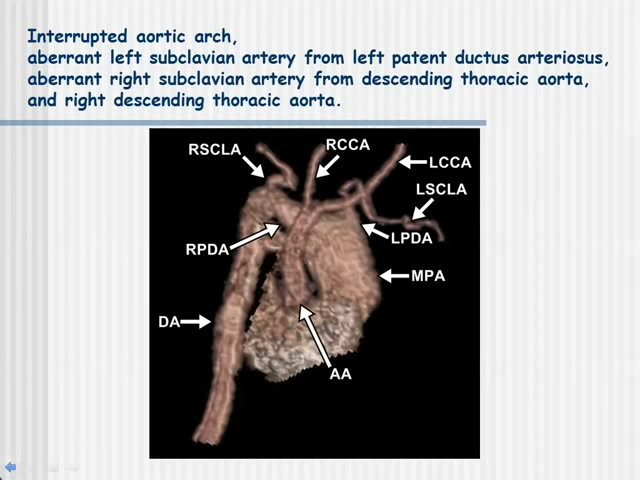 Interrupted aortic arch,
aberrant left subclavian artery from left patent ductus arteriosus,
aberrant right subclavian artery from descending thoracic aorta,
and right descending thoracic aorta.
RSCLA
RCCA
LCCA
LSCLA
RPDA
LPDA
MPA
DA
AA